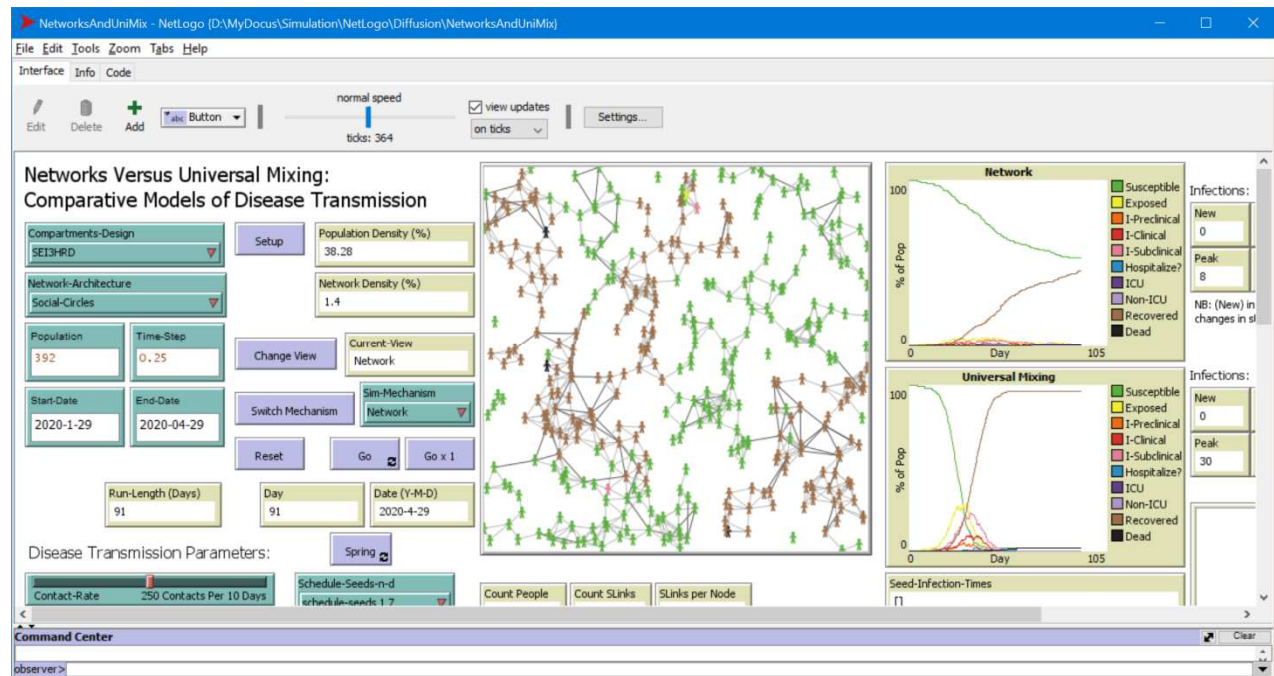 NetworksAndUniMix - NetLogo {D:\MyDocus\Simulation\NetLogo\Diffusion\NetworksAndUniMix}
File Edit Tools Zoom Tabs Help
Interface Info Code
Edit Delete Add abc Button
normal speed
ticks: 364
view updates
on ticks
Settings...
Networks Versus Universal Mixing:
Comparative Models of Disease Transmission
Compartments-Design
SEI3HRD
Setup
Population Density (%)
38.28
Network-Architecture
Social-Circles
Network Density (%)
1.4
Population
392
Time-Step
0.25
Change View
Current-View
Network
Start-Date
2020-1-29
End-Date
2020-04-29
Switch Mechanism
Sim-Mechanism
Network
Reset
Go
Go x 1
Run-Length (Days)
91
Day
91
Date (Y-M-D)
2020-4-29
Disease Transmission Parameters:
Spring
Contact-Rate 250 Contacts Per 10 Days
Schedule-Seeds-n-d
schedule-seeds 1 7
Count People
Count SLinks
SLinks per Node
Network
% of Pop
100
0
0
Day
105
Susceptible
Exposed
I-Preclinical
I-Clinical
I-Subclinical
Hospitalize?
ICU
Non-ICU
Recovered
Dead
Infections:
New
0
Peak
8
NB: (New) in
changes in
Universal Mixing
% of Pop
100
0
0
Day
105
Susceptible
Exposed
I-Preclinical
I-Clinical
I-Subclinical
Hospitalize?
ICU
Non-ICU
Recovered
Dead
Infections:
New
0
Peak
30
Seed-Infection-Times
[]
Command Center
Clear
observer>